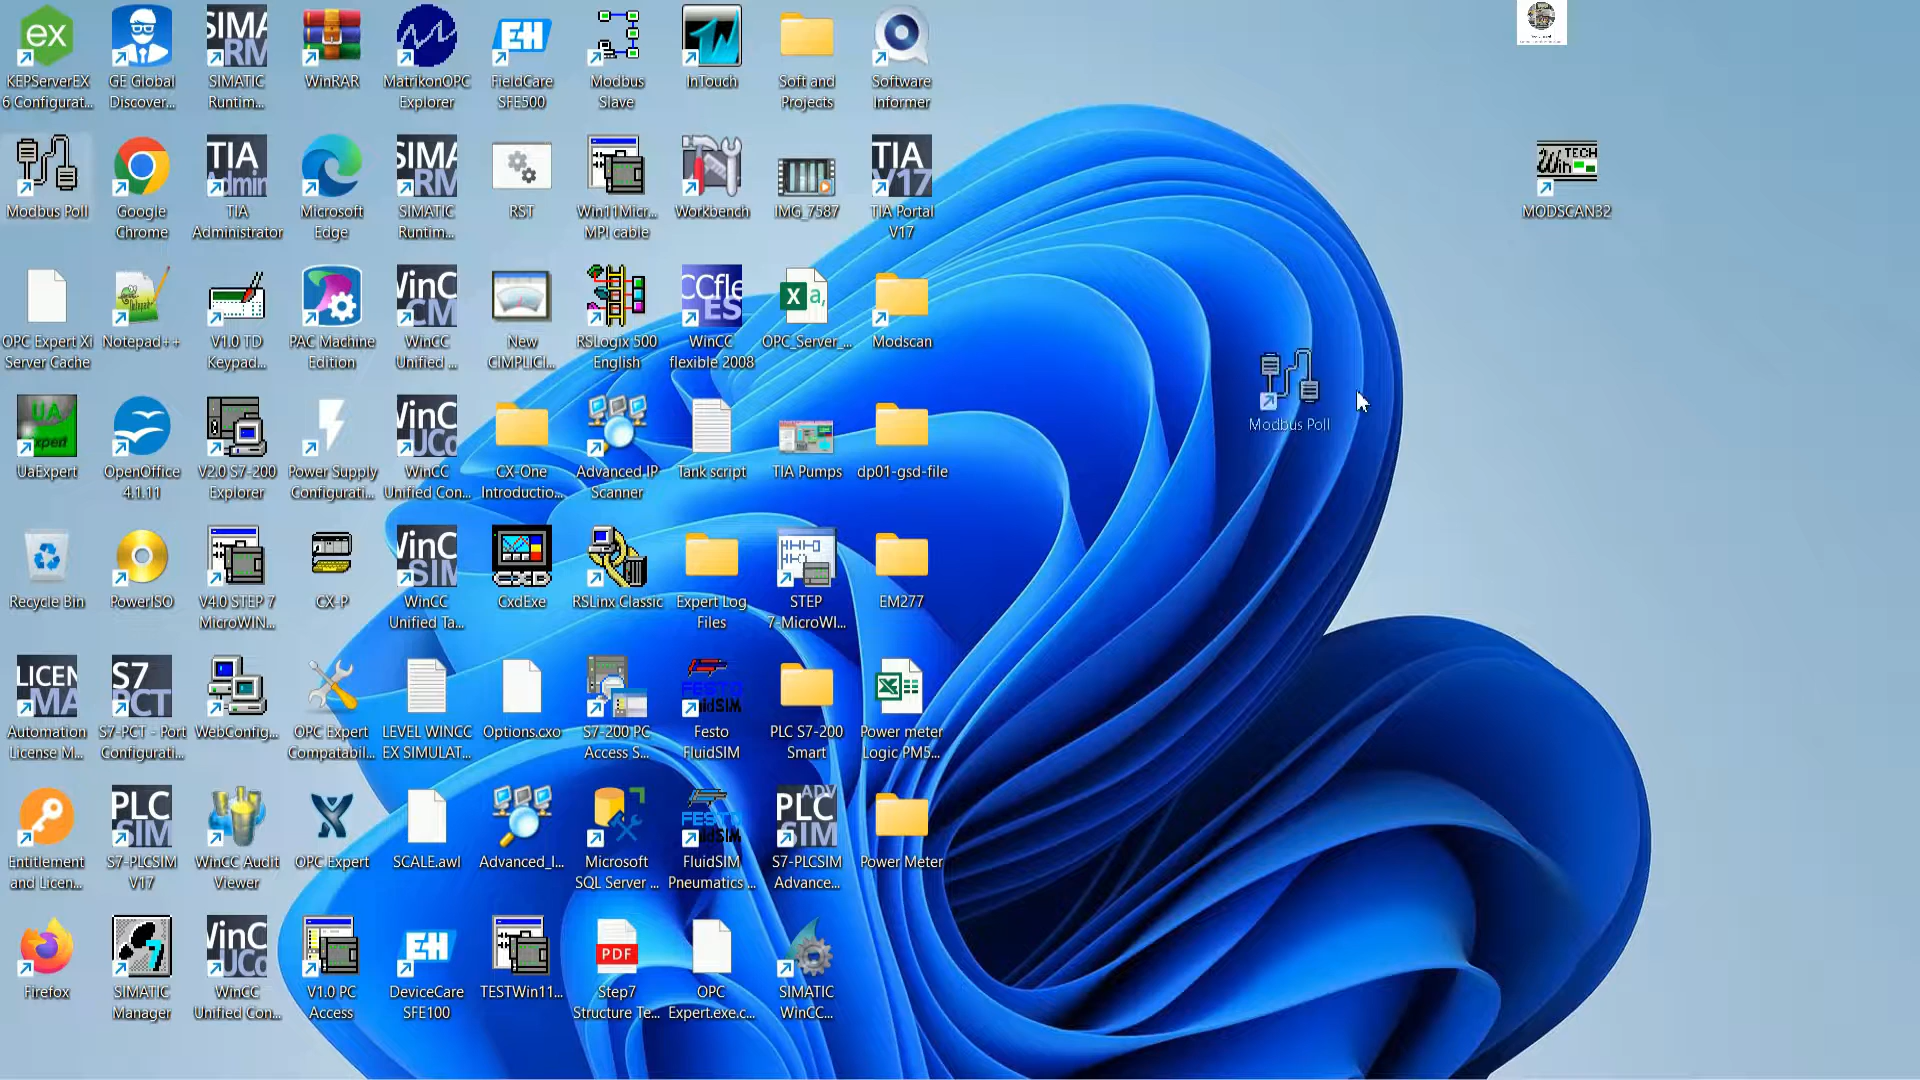 KEPServerEX
6 Configurat...
GE Global
Discover...
SIMATIC
Runtim...
WinRAR
MatrikonOPC
Explorer
FieldCare
SFE500
Modbus
Slave
InTouch
Soft and
Projects
Software
Informer
Modbus Poll
Google
Chrome
TIA
Administrator
Microsoft
Edge
SIMATIC
Runtim...
RST
Win11Micr...
MPI cable
Workbench
IMG_7587
TIA Portal
V17
MODSCAN32
OPC Expert Xi
Server Cache
Notepad++
V1.0 TD
Keypad...
PAC Machine
Edition
WinCC
Unified ...
New
CIMPLICI...
RSLogix 500
English
WinCC
flexible 2008
OPC_Server_...
Modscan
Modbus Poll
UaExpert
OpenOffice
4.1.11
V2.0 S7-200
Explorer
Power Supply
Configurati...
WinCC
Unified Con...
CX-One
Introductio...
Advanced IP
Scanner
Tank script
TIA Pumps
dp01-gsd-file
Recycle Bin
PowerISO
V4.0 STEP 7
MicroWIN...
CX-P
WinCC
Unified Ta...
CxdExe
RSLinx Classic
Expert Log
Files
STEP
7-MicroWI...
EM277
Automation
License M...
S7-PCT - Port
Configurati...
WebConfig...
OPC Expert
Compatabil...
LEVEL WINCC
EX SIMULAT...
Options.cxo
S7-200 PC
Access S...
Festo
FluidSIM
PLC S7-200
Smart
Power meter
Logic PM5...
Entitlement
and Licen...
S7-PLCSIM
V17
WinCC Audit
Viewer
OPC Expert
SCALE.awl
Advanced_I...
Microsoft
SQL Server ...
FluidSIM
Pneumatics ...
S7-PLCSIM
Advance...
Power Meter
Firefox
SIMATIC
Manager
WinCC
Unified Con...
V1.0 PC
Access
DeviceCare
SFE100
TESTWin11...
Step7
Structure Te...
OPC
Expert.exe.c...
SIMATIC
WinCC...